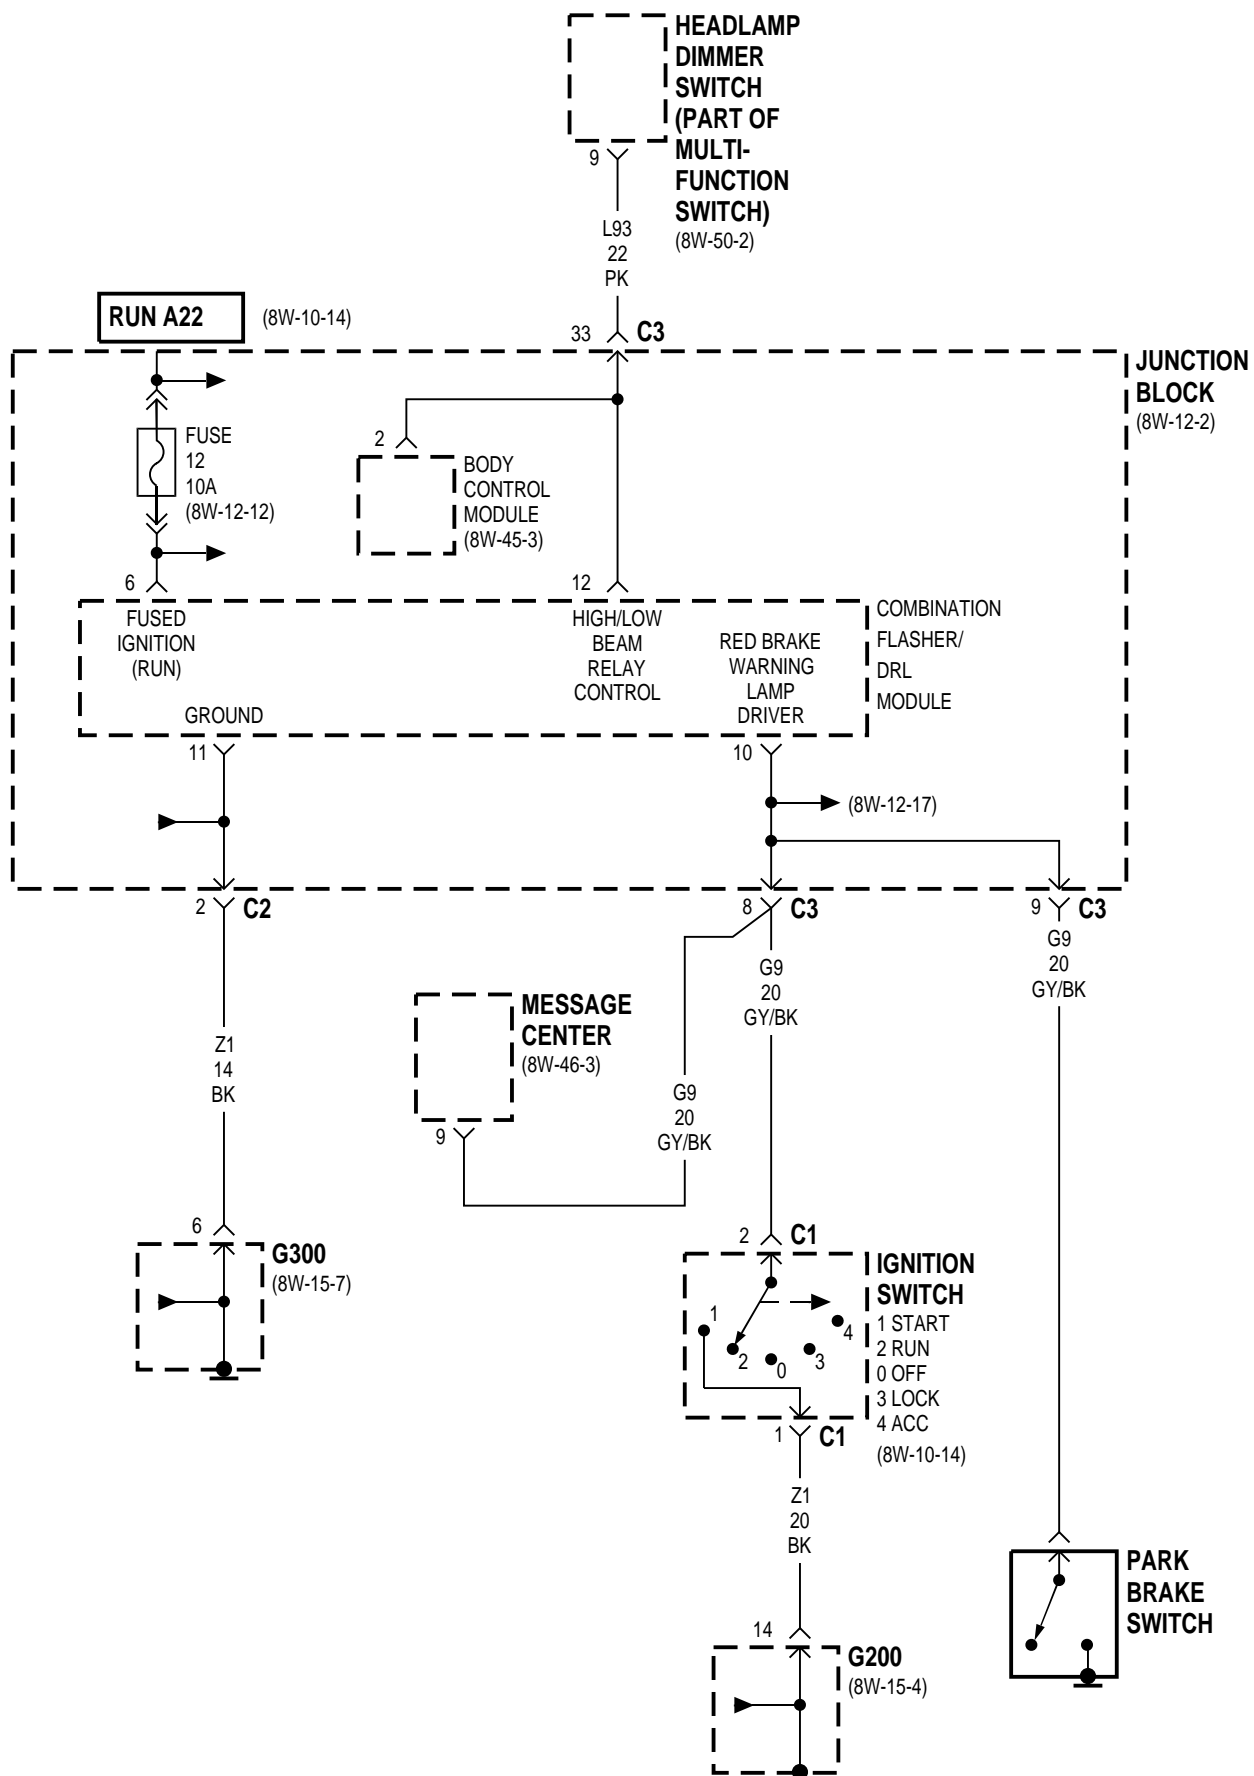 HEADLAMP
DIMMER
SWITCH
(PART OF
MULTI-
FUNCTION
SWITCH)
(8W-50-2)
9
L93
22
PK
RUN A22
(8W-10-14)
33
C3
JUNCTION
BLOCK
(8W-12-2)
FUSE
12
10A
(8W-12-12)
2
BODY
CONTROL
MODULE
(8W-45-3)
6
12
FUSED
IGNITION
(RUN)
HIGH/LOW
BEAM
RELAY
CONTROL
RED BRAKE
WARNING
LAMP
DRIVER
GROUND
COMBINATION
FLASHER/
DRL
MODULE
11
10
(8W-12-17)
2
C2
8
C3
9
C3
G9
20
GY/BK
G9
20
GY/BK
MESSAGE
CENTER
(8W-46-3)
9
Z1
14
BK
G9
20
GY/BK
6
G300
(8W-15-7)
2
C1
IGNITION
SWITCH
1 START
2 RUN
0 OFF
3 LOCK
4 ACC
(8W-10-14)
1
2
0
3
4
1
C1
Z1
20
BK
14
G200
(8W-15-4)
PARK
BRAKE
SWITCH